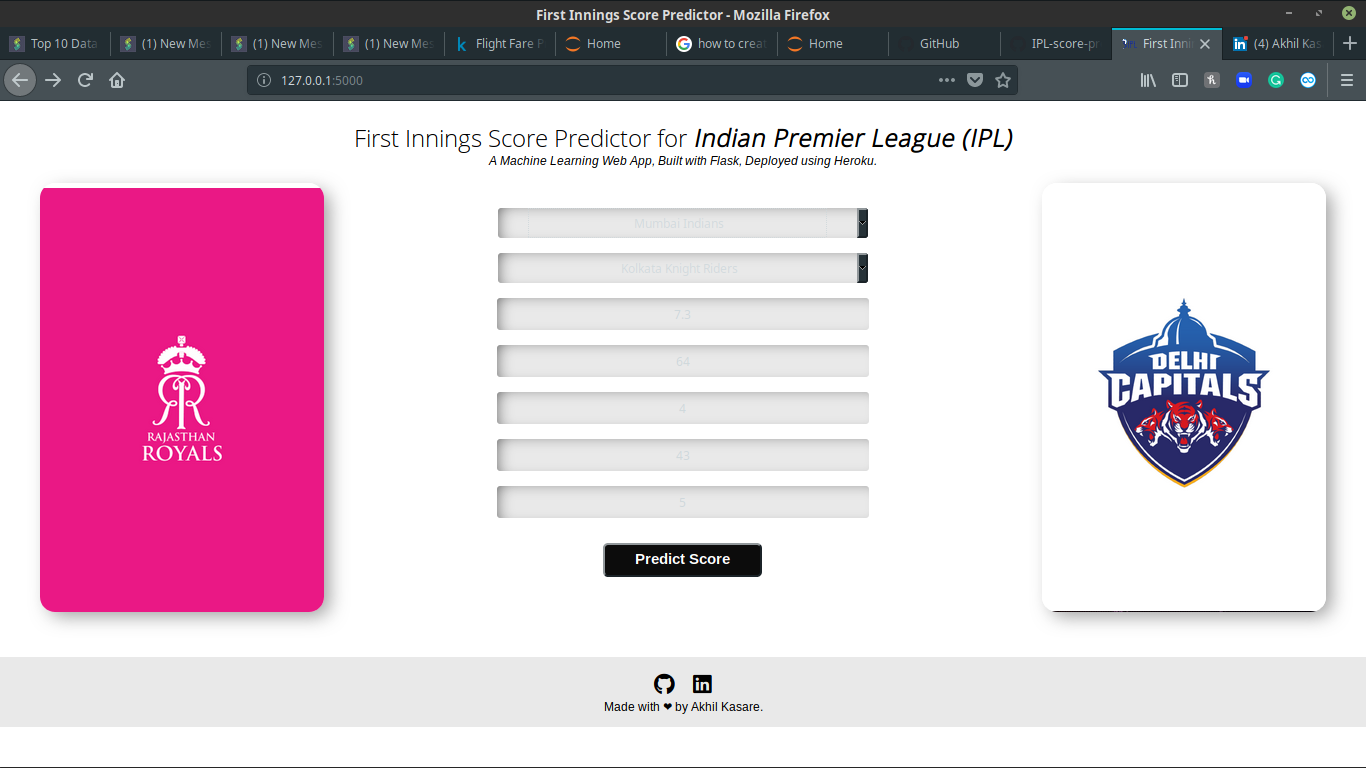 First Innings Score Predictor - Mozilla Firefox
Top 10 Data
(1) New Mes
(1) New Mes
(1) New Mes
Flight Fare P
Home
how to creat
Home
GitHub
IPL-score-pr
First Inni
(4) Akhil Kas
127.0.0.1:5000
First Innings Score Predictor for Indian Premier League (IPL)
A Machine Learning Web App, Built with Flask, Deployed using Heroku.
Mumbai Indians
Kolkata Knight Riders
7.3
64
4
43
5
Predict Score
RAJASTHAN
ROYALS
DELHI
CAPITALS
Made with ❤ by Akhil Kasare.